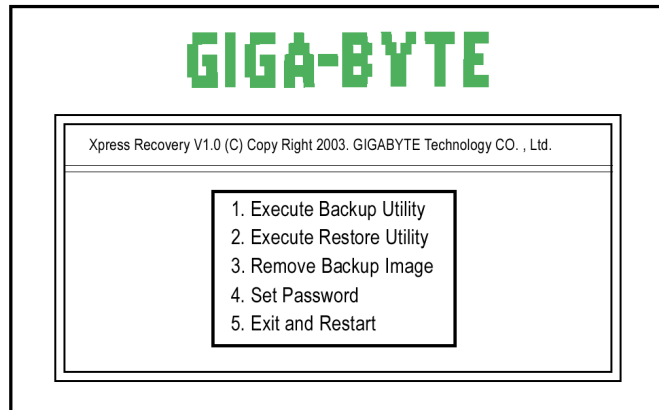 GIGA-BYTE
Xpress Recovery V1.0 (C) Copy Right 2003. GIGABYTE Technology CO. , Ltd.
1. Execute Backup Utility
2. Execute Restore Utility
3. Remove Backup Image
4. Set Password
5. Exit and Restart